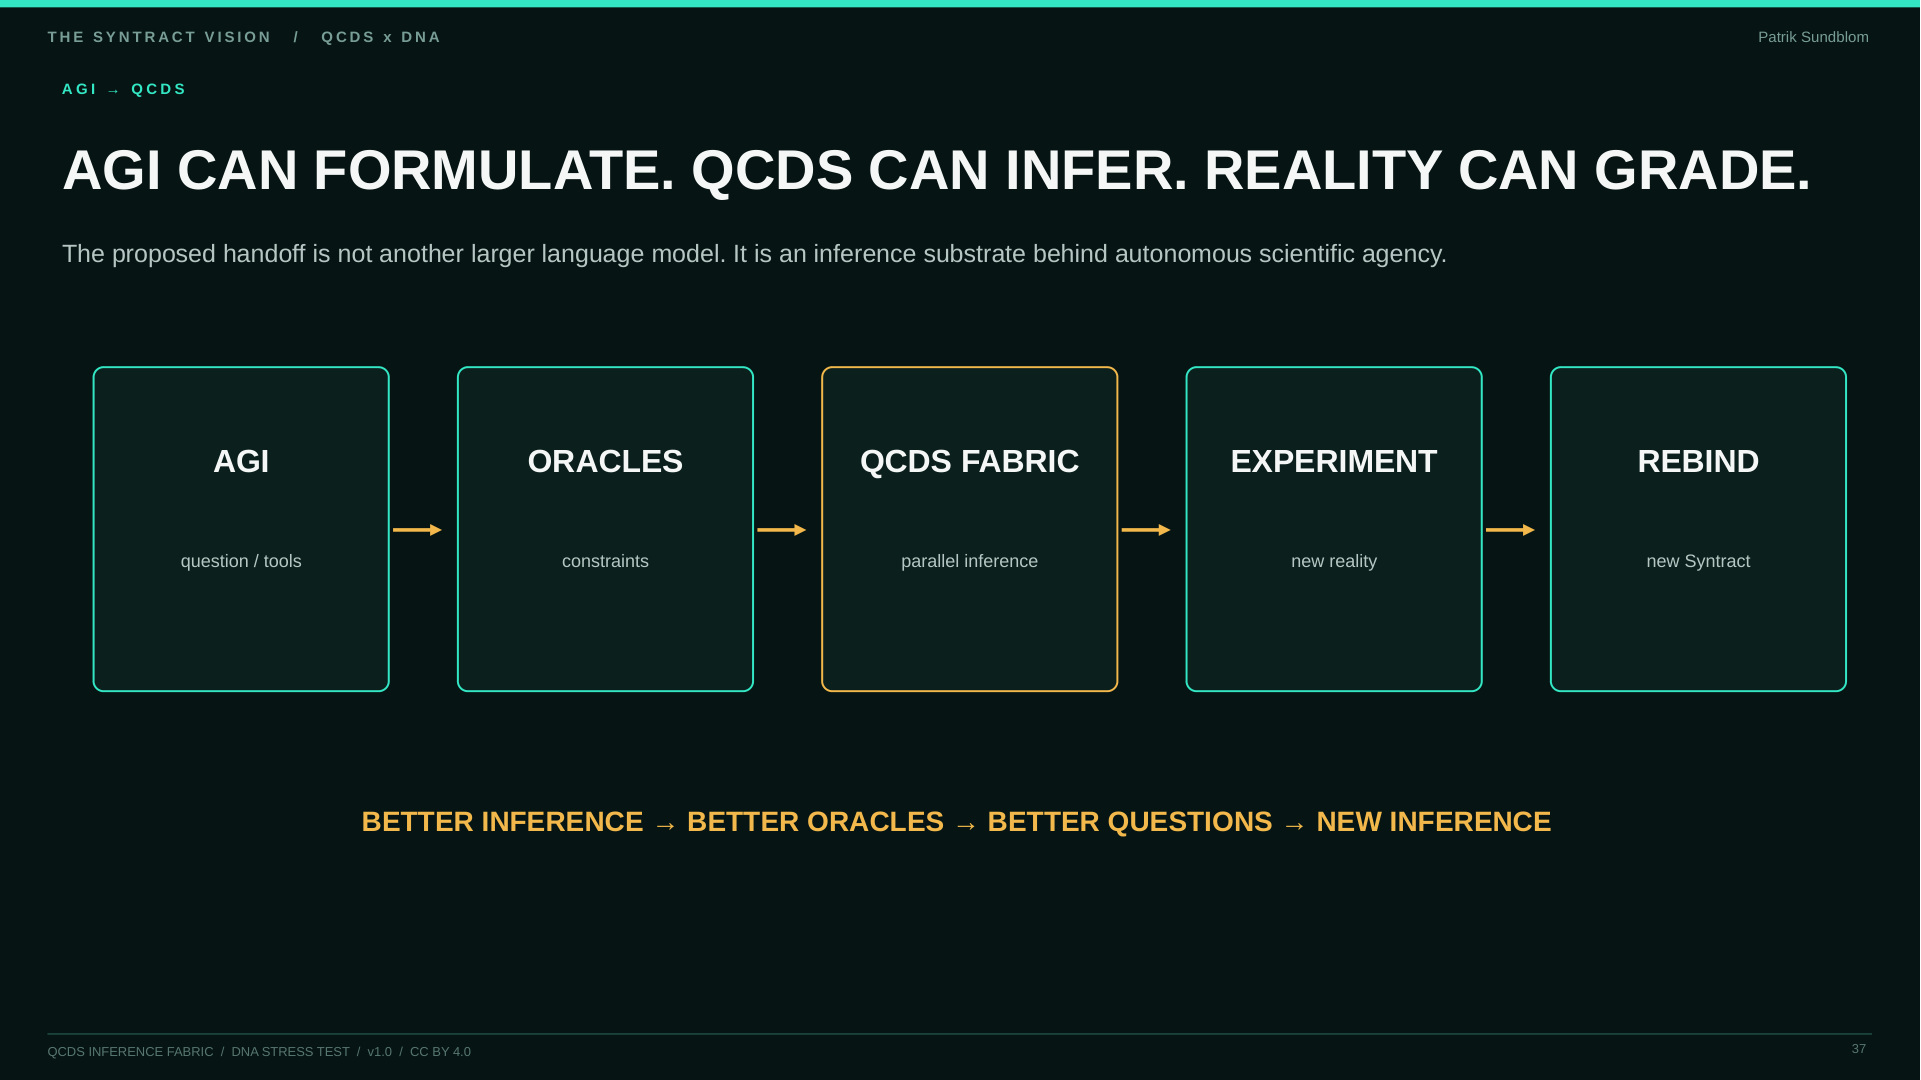 THE SYNTRACT VISION / QCDS x DNA
Patrik Sundblom
AGI → QCDS
AGI CAN FORMULATE. QCDS CAN INFER. REALITY CAN GRADE.
The proposed handoff is not another larger language model. It is an inference substrate behind autonomous scientific agency.
AGI
question / tools
ORACLES
constraints
QCDS FABRIC
parallel inference
EXPERIMENT
new reality
REBIND
new Syntract
BETTER INFERENCE → BETTER ORACLES → BETTER QUESTIONS → NEW INFERENCE
QCDS INFERENCE FABRIC / DNA STRESS TEST / v1.0 / CC BY 4.0
37